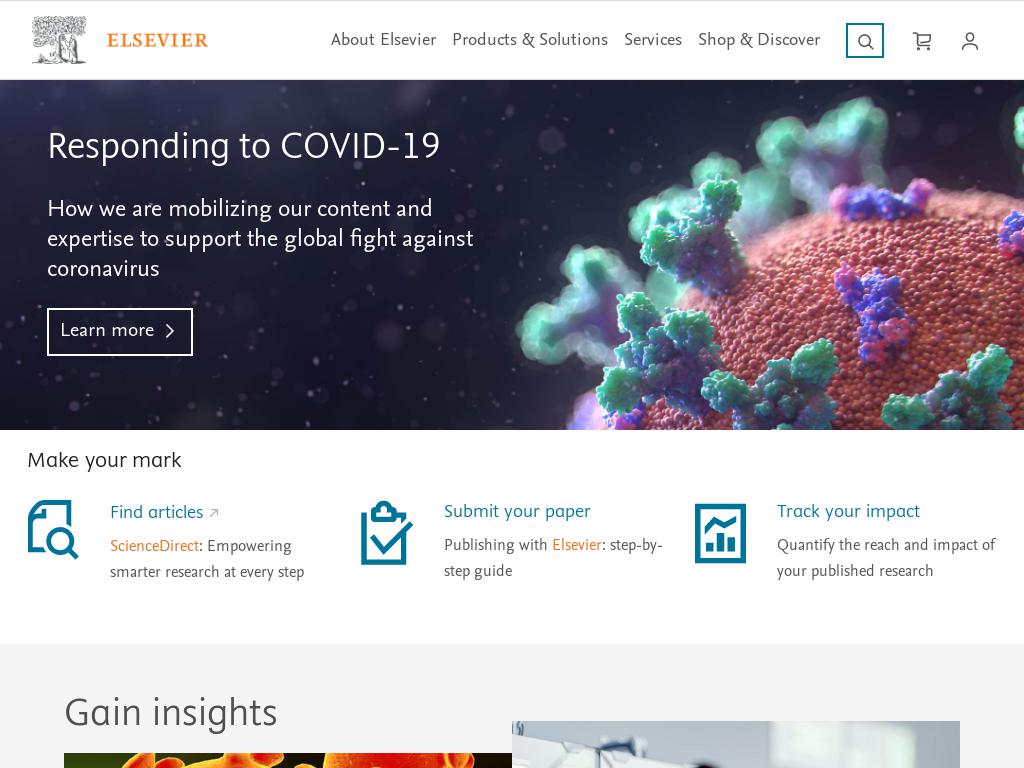 ELSEVIER
About Elsevier Products & Solutions Services Shop & Discover
Responding to COVID-19
How we are mobilizing our content and
expertise to support the global fight against
coronavirus
Learn more
Make your mark
Find articles
ScienceDirect: Empowering
smarter research at every step
Submit your paper
Publishing with Elsevier: step-by-
step guide
Track your impact
Quantify the reach and impact of
your published research
Gain insights